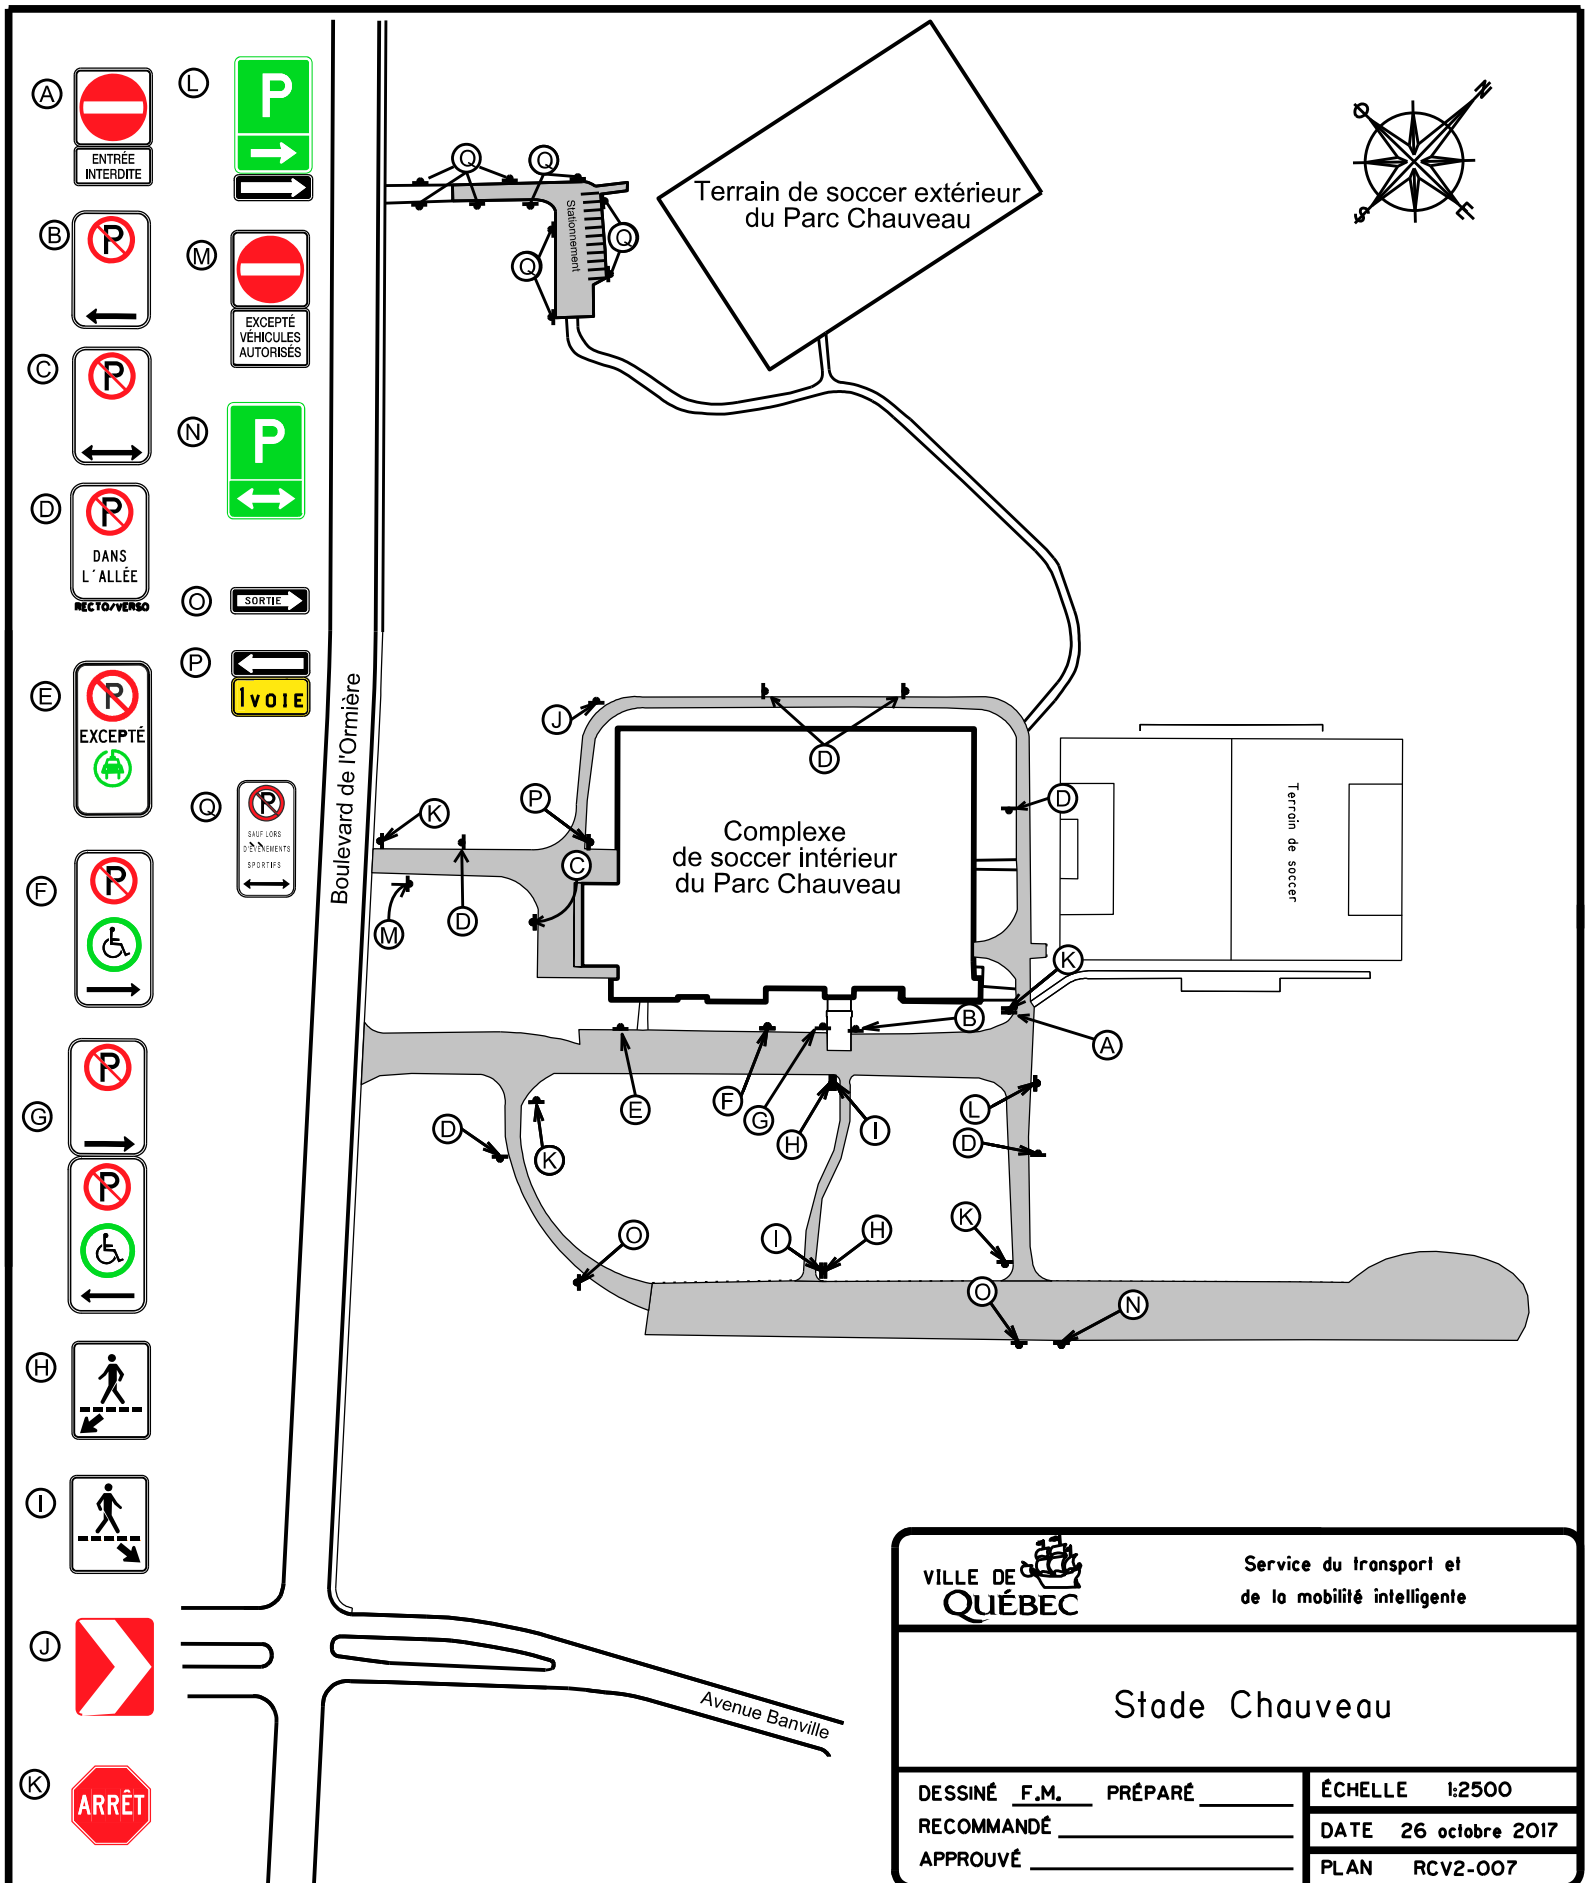 A
ENTRÉE
INTERDITE
B
P
C
P
D
P
DANS
L'ALLÉE
RECTO/VERSO
E
P
EXCEPTÉ
F
P
G
P
P
H
I
J
K
ARRÊT
L
P
M
EXCEPTÉ
VÉHICULES
AUTORISÉS
N
P
O
SORTIE
P
1 VOIE
Q
P
SAUF LORS
D'ÉVÈNEMENTS
SPORTIFS
Boulevard de l'Ormière
Q
Q
Q
Q
Stationnement
Terrain de soccer extérieur
du Parc Chauveau
N
O
S
E
J
D
D
K
P
C
M
D
Complexe
de soccer intérieur
du Parc Chauveau
Terrain de soccer
K
B
A
E
F
G
H
I
L
D
D
K
K
O
I
H
O
N
Avenue Banville
VILLE DE
QUÉBEC
Service du transport et
de la mobilité intelligente
Stade Chauveau
DESSINÉ F.M. PRÉPARÉ
RECOMMANDÉ
APPROUVÉ
ÉCHELLE 1:2500
DATE 26 octobre 2017
PLAN RCV2-007